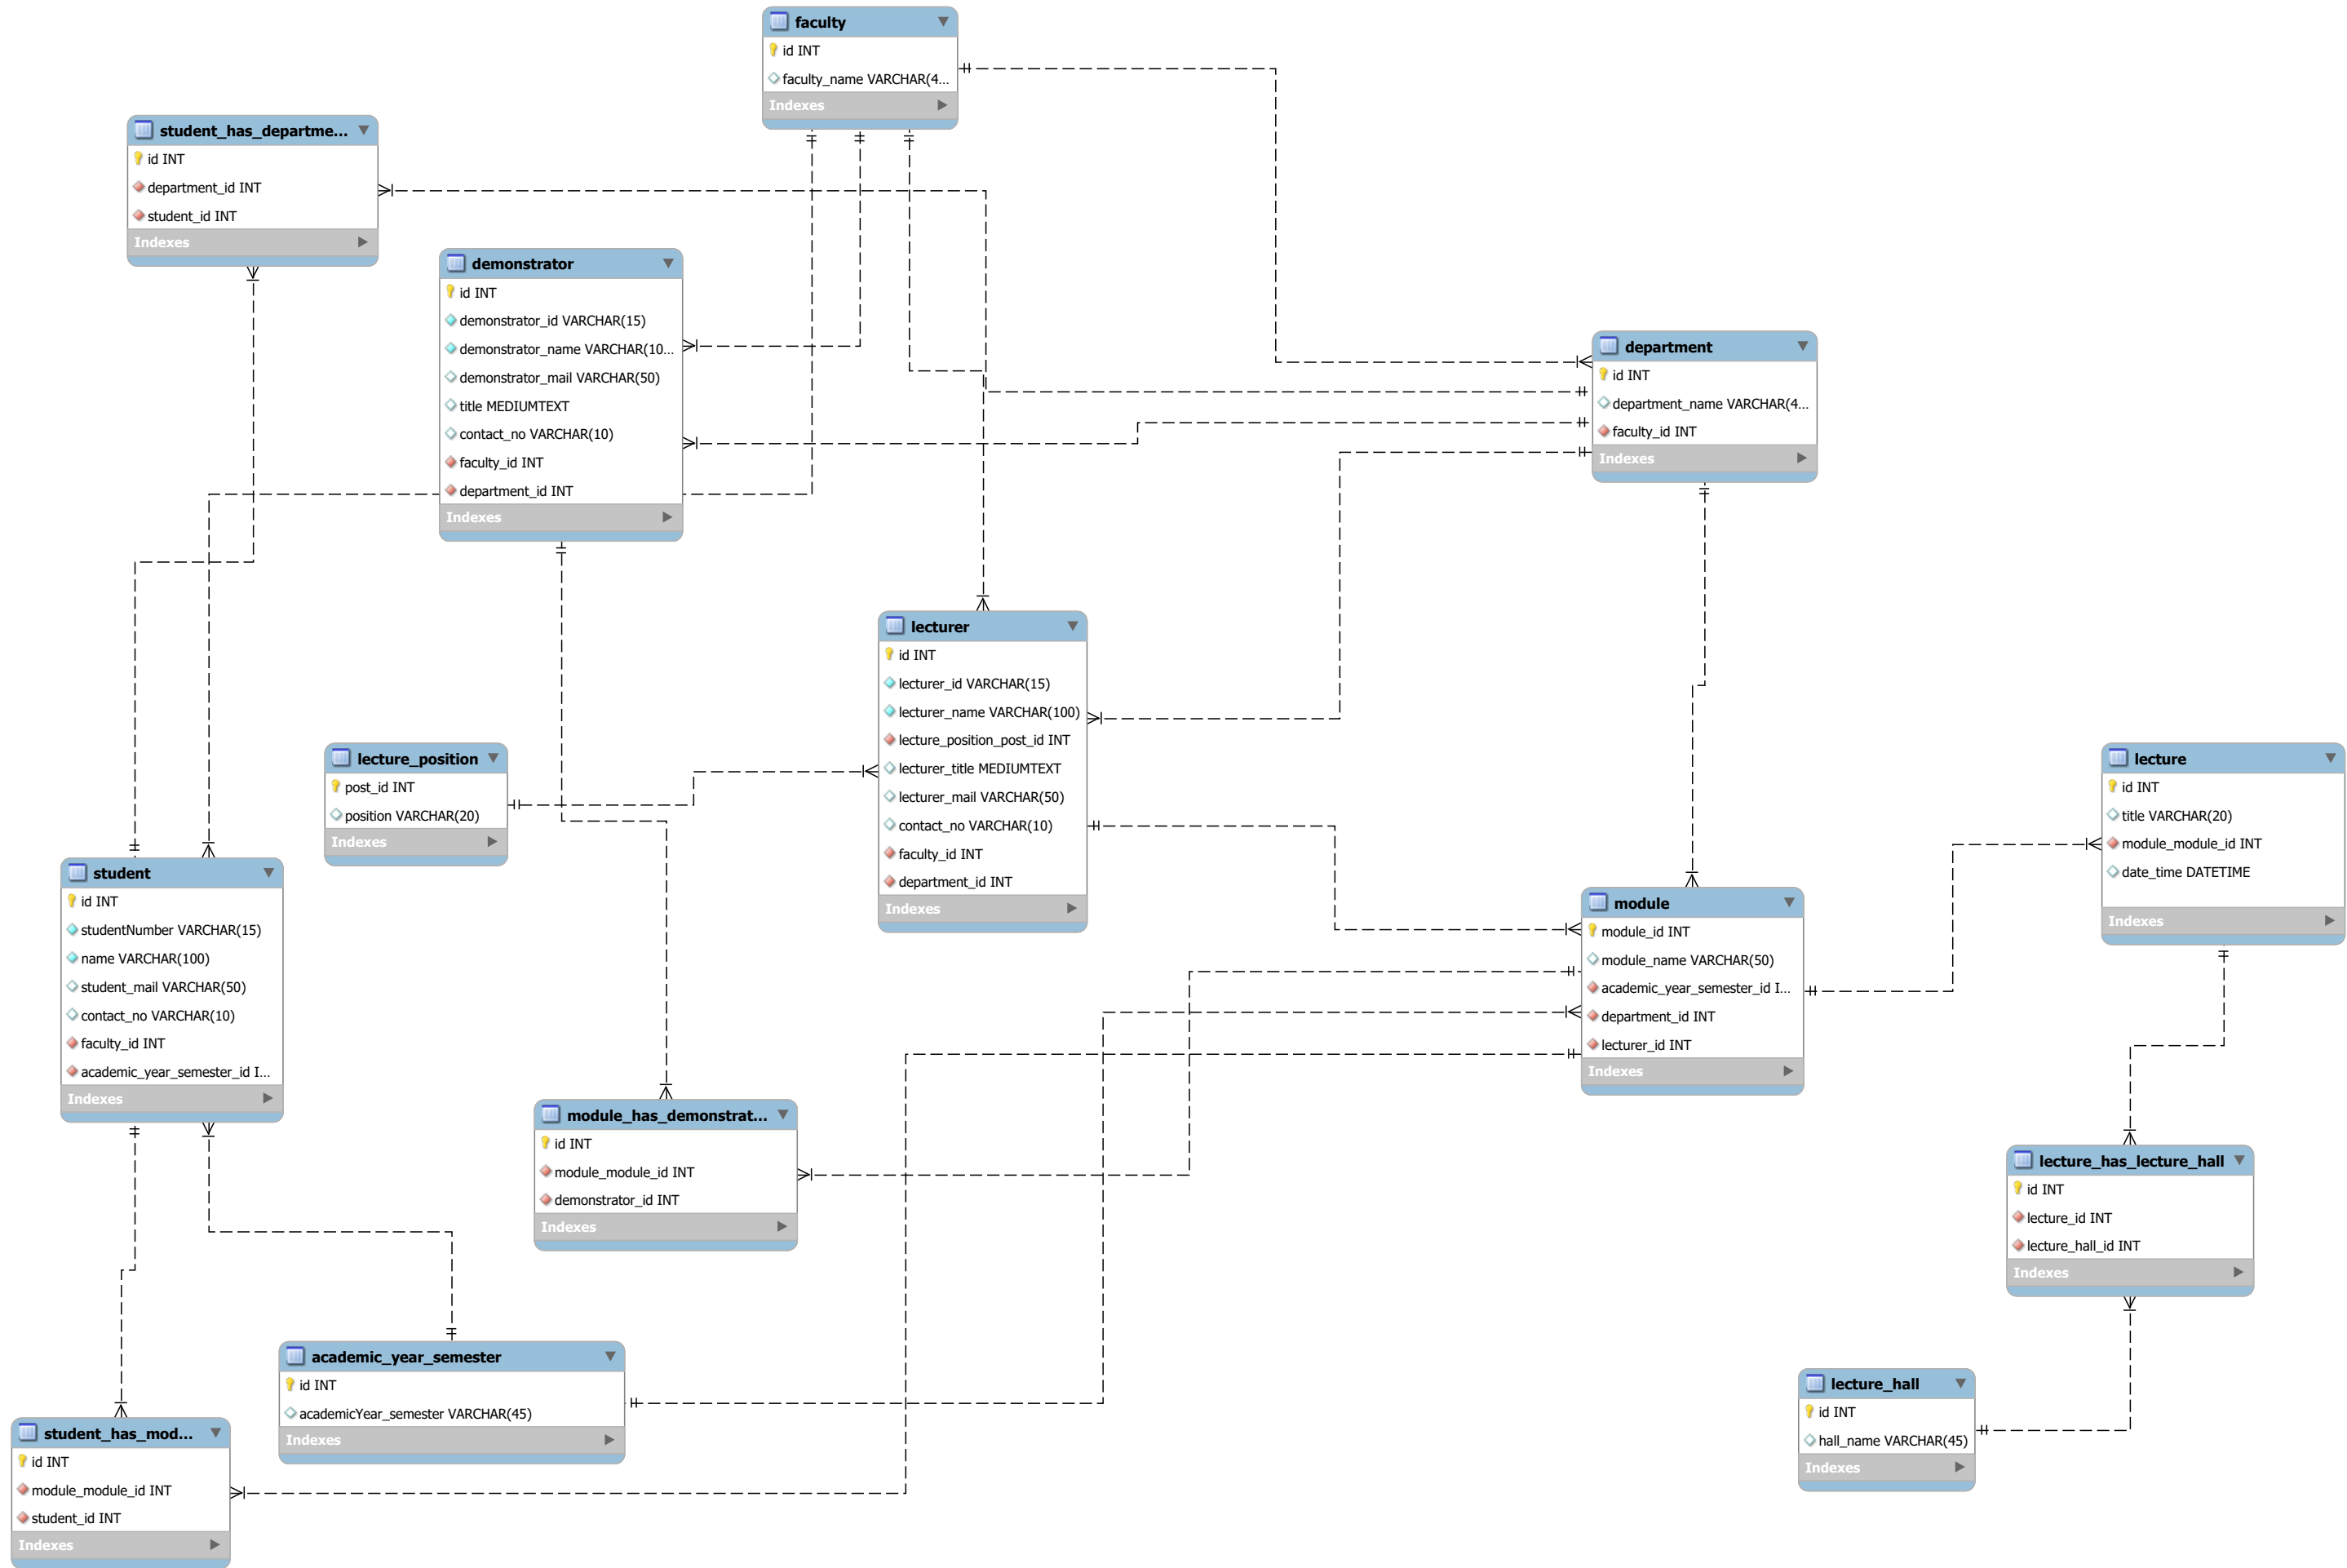 faculty
id INT
faculty_name VARCHAR(4...
Indexes
student_has_departme...
id INT
department_id INT
student_id INT
Indexes
demonstrator
id INT
demonstrator_id VARCHAR(15)
demonstrator_name VARCHAR(10...
demonstrator_mail VARCHAR(50)
title MEDIUMTEXT
contact_no VARCHAR(10)
faculty_id INT
department_id INT
Indexes
department
id INT
department_name VARCHAR(4...
faculty_id INT
Indexes
lecturer
id INT
lecturer_id VARCHAR(15)
lecturer_name VARCHAR(100)
lecture_position_post_id INT
lecturer_title MEDIUMTEXT
lecturer_mail VARCHAR(50)
contact_no VARCHAR(10)
faculty_id INT
department_id INT
Indexes
lecture_position
post_id INT
position VARCHAR(20)
Indexes
lecture
id INT
title VARCHAR(20)
module_module_id INT
date_time DATETIME
Indexes
student
id INT
studentNumber VARCHAR(15)
name VARCHAR(100)
student_mail VARCHAR(50)
contact_no VARCHAR(10)
faculty_id INT
academic_year_semester_id I...
Indexes
module
module_id INT
module_name VARCHAR(50)
academic_year_semester_id I...
department_id INT
lecturer_id INT
Indexes
module_has_demonstrat...
id INT
module_module_id INT
demonstrator_id INT
Indexes
lecture_has_lecture_hall
id INT
lecture_id INT
lecture_hall_id INT
Indexes
academic_year_semester
id INT
academicYear_semester VARCHAR(45)
Indexes
lecture_hall
id INT
hall_name VARCHAR(45)
Indexes
student_has_mod...
id INT
module_module_id INT
student_id INT
Indexes